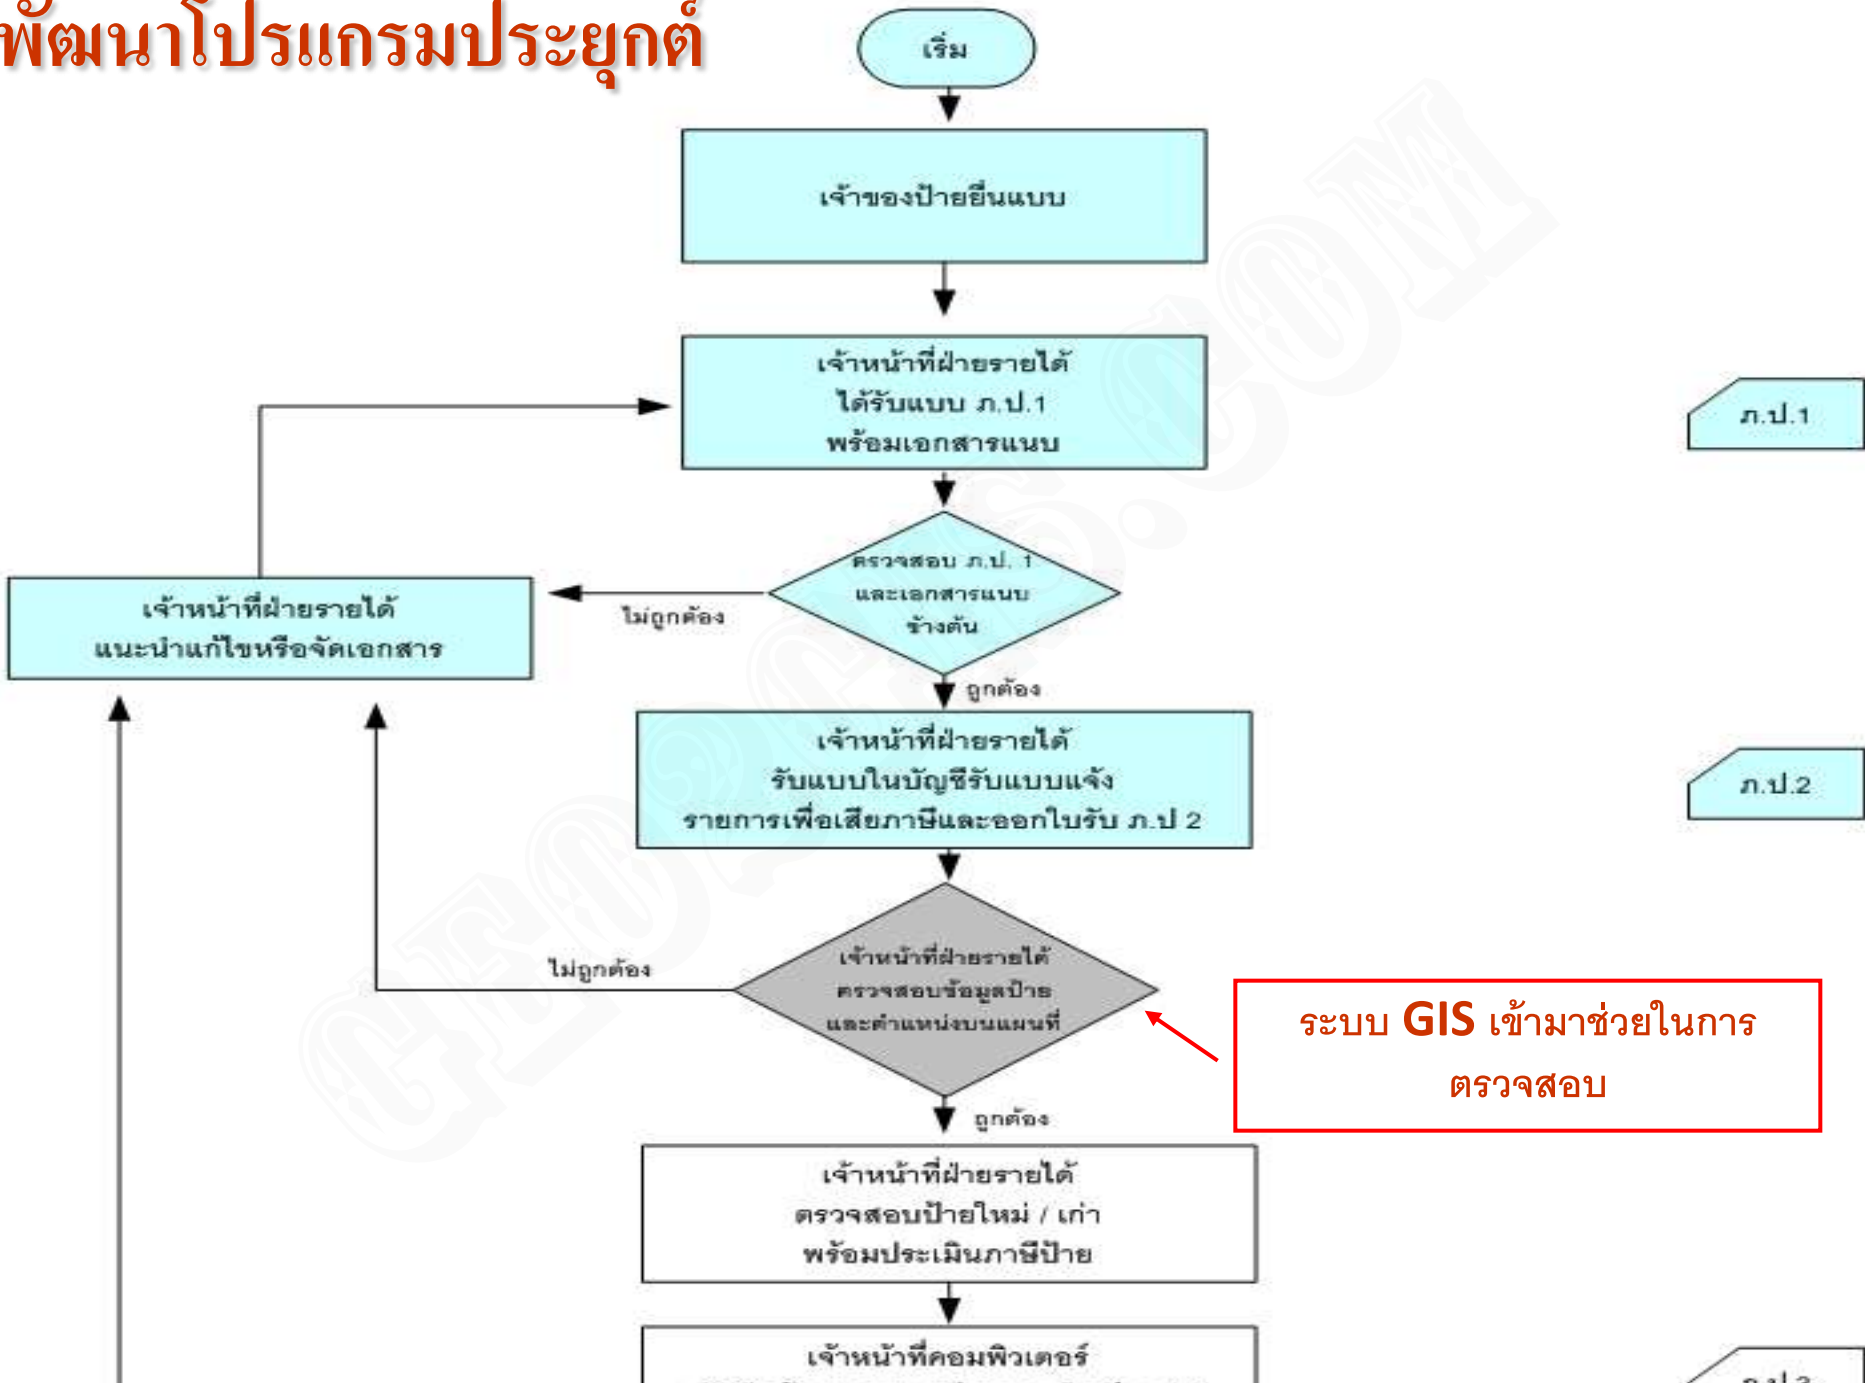 พัฒนาโปรแกรมประยุกต์
เริ่ม
เจ้าของป้ายยื่นแบบ
เจ้าหน้าที่ฝ่ายรายได้
ได้รับแบบ ภ.ป.1
พร้อมเอกสารแนบ
ภ.ป.1
ตรวจสอบ ภ.ป. 1
และเอกสารแนบ
ข้างต้น
ไม่ถูกต้อง
เจ้าหน้าที่ฝ่ายรายได้
แนะนำแก้ไขหรือจัดเอกสาร
ถูกต้อง
เจ้าหน้าที่ฝ่ายรายได้
รับแบบในบัญชีรับแบบแจ้ง
รายการเพื่อเสียภาษีและออกใบรับ ภ.ป 2
ภ.ป.2
เจ้าหน้าที่ฝ่ายรายได้
ตรวจสอบข้อมูลป้าย
และตำแหน่งบนแผนที่
ไม่ถูกต้อง
ระบบ GIS เข้ามาช่วยในการ
ตรวจสอบ
ถูกต้อง
เจ้าหน้าที่ฝ่ายรายได้
ตรวจสอบป้ายใหม่ / เก่า
พร้อมประเมินภาษีป้าย
เจ้าหน้าที่คอมพิวเตอร์
ภ.ป.3
GEO2GIS.COM